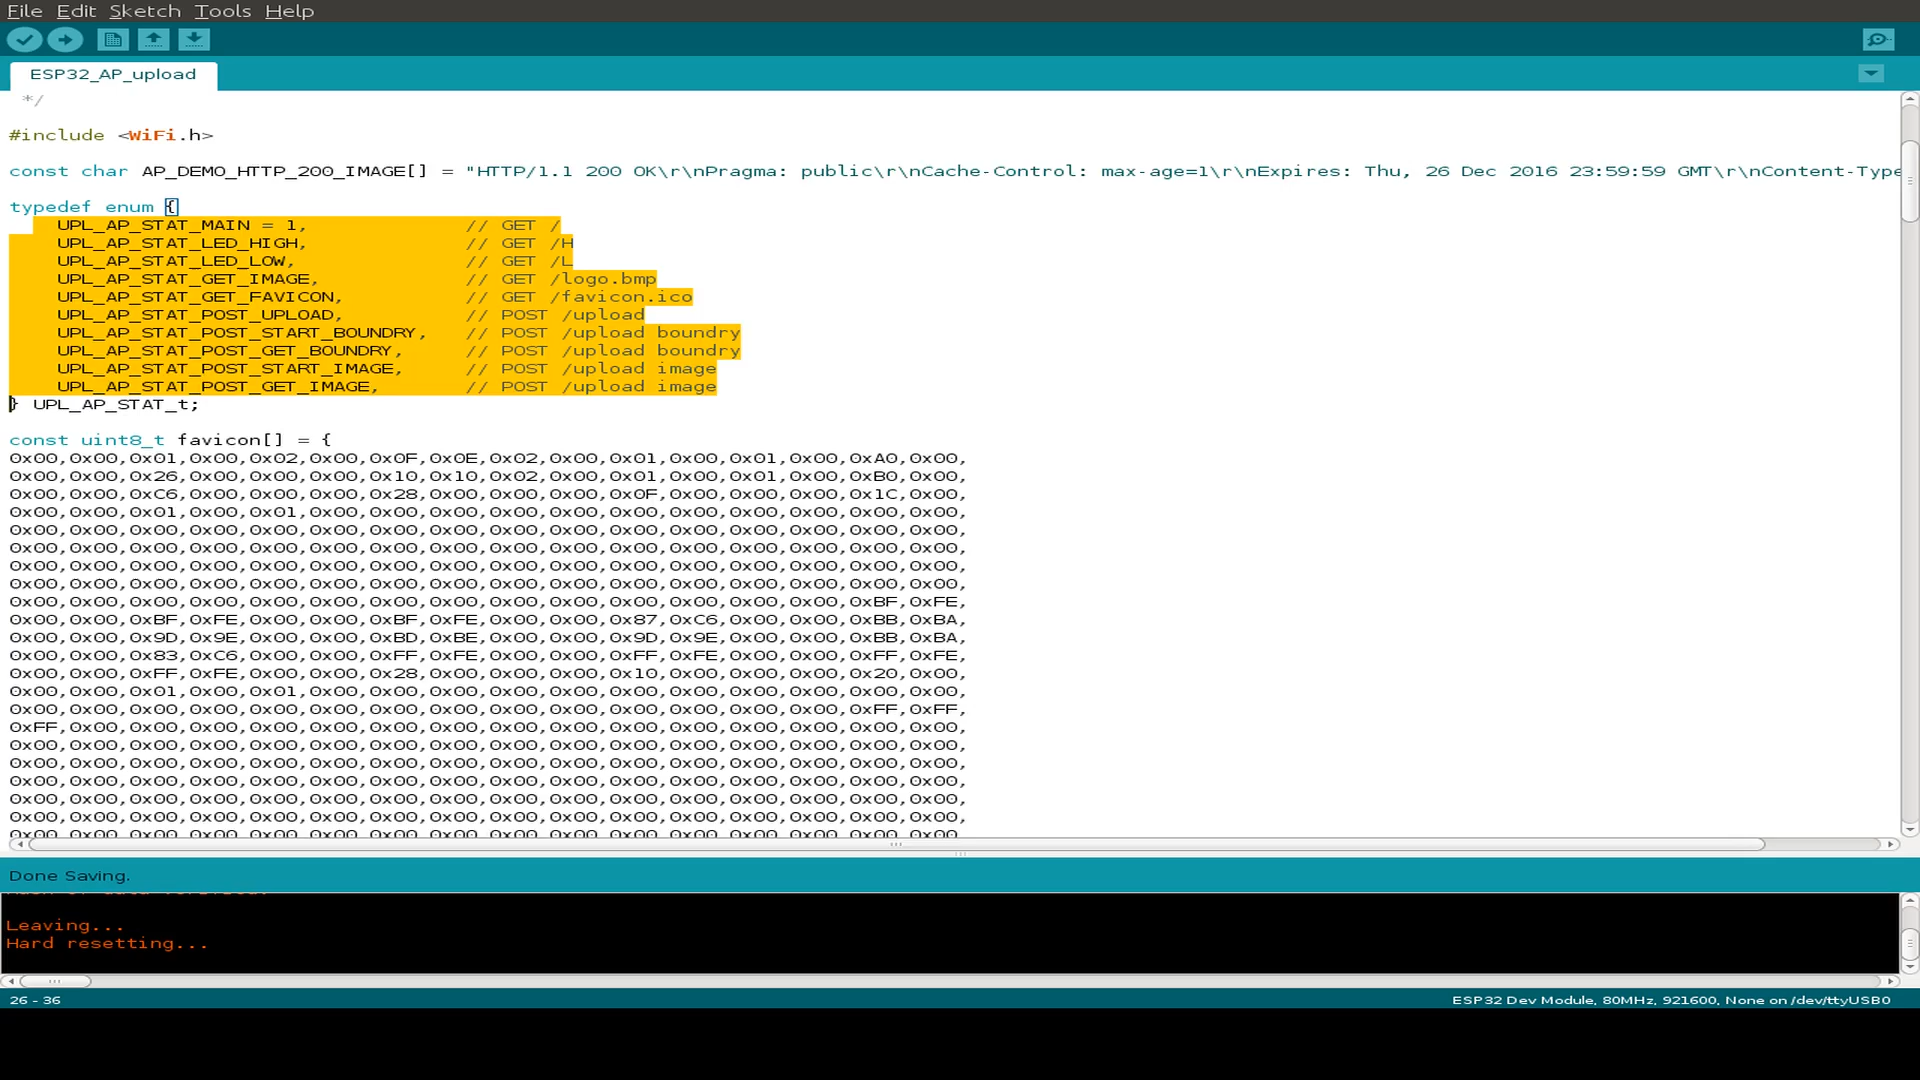 File Edit Sketch Tools Help
ESP32_AP_upload
*/
#include <WiFi.h>
const char AP_DEMO_HTTP_200_IMAGE[] = "HTTP/1.1 200 OK\r\nPragma: public\r\nCache-Control: max-age=1\r\nExpires: Thu, 26 Dec 2016 23:59:59 GMT\r\nContent-Type
typedef enum {
UPL_AP_STAT_MAIN = 1, // GET /
UPL_AP_STAT_LED_HIGH, // GET /H
UPL_AP_STAT_LED_LOW, // GET /L
UPL_AP_STAT_GET_IMAGE, // GET /logo.bmp
UPL_AP_STAT_GET_FAVICON, // GET /favicon.ico
UPL_AP_STAT_POST_UPLOAD, // POST /upload
UPL_AP_STAT_POST_START_BOUNDRY, // POST /upload boundry
UPL_AP_STAT_POST_GET_BOUNDRY, // POST /upload boundry
UPL_AP_STAT_POST_START_IMAGE, // POST /upload image
UPL_AP_STAT_POST_GET_IMAGE, // POST /upload image
} UPL_AP_STAT_t;
const uint8_t favicon[] = {
0x00,0x00,0x01,0x00,0x02,0x00,0x0F,0x0E,0x02,0x00,0x01,0x00,0x01,0x00,0xA0,0x00,
0x00,0x00,0x26,0x00,0x00,0x00,0x10,0x10,0x02,0x00,0x01,0x00,0x01,0x00,0xB0,0x00,
0x00,0x00,0xC6,0x00,0x00,0x00,0x28,0x00,0x00,0x00,0x0F,0x00,0x00,0x00,0x1C,0x00,
0x00,0x00,0x01,0x00,0x01,0x00,0x00,0x00,0x00,0x00,0x00,0x00,0x00,0x00,0x00,0x00,
0x00,0x00,0x00,0x00,0x00,0x00,0x00,0x00,0x00,0x00,0x00,0x00,0x00,0x00,0x00,0x00,
0x00,0x00,0x00,0x00,0x00,0x00,0x00,0x00,0x00,0x00,0x00,0x00,0x00,0x00,0x00,0x00,
0x00,0x00,0x00,0x00,0x00,0x00,0x00,0x00,0x00,0x00,0x00,0x00,0x00,0x00,0x00,0x00,
0x00,0x00,0x00,0x00,0x00,0x00,0x00,0x00,0x00,0x00,0x00,0x00,0x00,0x00,0x00,0x00,
0x00,0x00,0x00,0x00,0x00,0x00,0x00,0x00,0x00,0x00,0x00,0x00,0x00,0x00,0xBF,0xFE,
0x00,0x00,0xBF,0xFE,0x00,0x00,0xBF,0xFE,0x00,0x00,0x87,0xC6,0x00,0x00,0xBB,0xBA,
0x00,0x00,0x9D,0x9E,0x00,0x00,0xBD,0xBE,0x00,0x00,0x9D,0x9E,0x00,0x00,0xBB,0xBA,
0x00,0x00,0x83,0xC6,0x00,0x00,0xFF,0xFE,0x00,0x00,0xFF,0xFE,0x00,0x00,0xFF,0xFE,
0x00,0x00,0xFF,0xFE,0x00,0x00,0x28,0x00,0x00,0x00,0x10,0x00,0x00,0x00,0x20,0x00,
0x00,0x00,0x01,0x00,0x01,0x00,0x00,0x00,0x00,0x00,0x00,0x00,0x00,0x00,0x00,0x00,
0x00,0x00,0x00,0x00,0x00,0x00,0x00,0x00,0x00,0x00,0x00,0x00,0x00,0x00,0xFF,0xFF,
0xFF,0x00,0x00,0x00,0x00,0x00,0x00,0x00,0x00,0x00,0x00,0x00,0x00,0x00,0x00,0x00,
0x00,0x00,0x00,0x00,0x00,0x00,0x00,0x00,0x00,0x00,0x00,0x00,0x00,0x00,0x00,0x00,
0x00,0x00,0x00,0x00,0x00,0x00,0x00,0x00,0x00,0x00,0x00,0x00,0x00,0x00,0x00,0x00,
0x00,0x00,0x00,0x00,0x00,0x00,0x00,0x00,0x00,0x00,0x00,0x00,0x00,0x00,0x00,0x00,
0x00,0x00,0x00,0x00,0x00,0x00,0x00,0x00,0x00,0x00,0x00,0x00,0x00,0x00,0x00,0x00,
0x00,0x00,0x00,0x00,0x00,0x00,0x00,0x00,0x00,0x00,0x00,0x00,0x00,0x00,0x00,0x00,
Done Saving.
Leaving...
Hard resetting...
26 - 36
ESP32 Dev Module, 80MHz, 921600, None on /dev/ttyUSB0